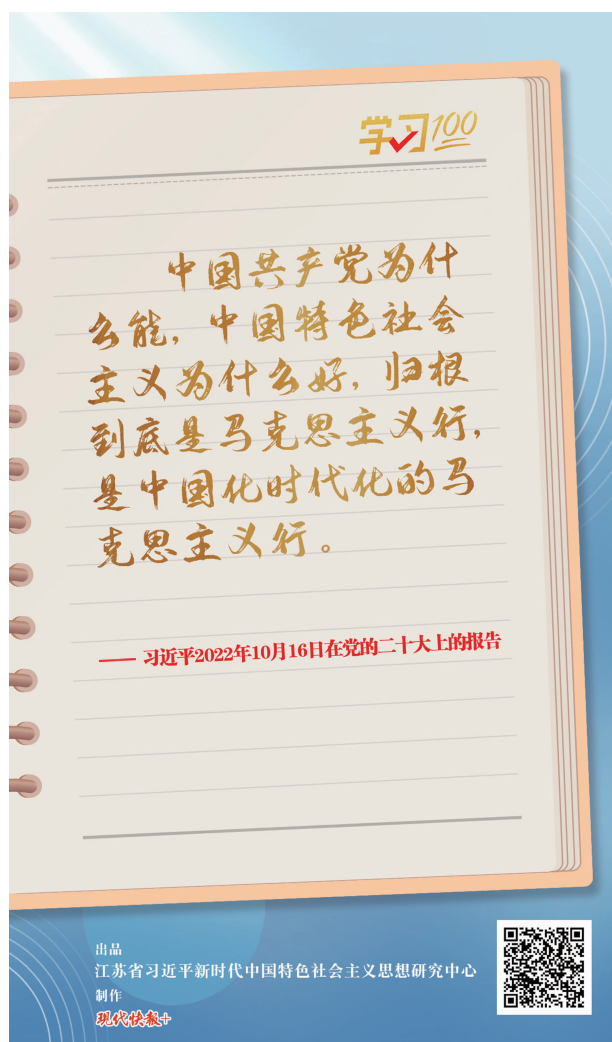 学习100
中国共产党为什
么能，中国特色社会
主义为什么好，归根
到底是马克思主义行，
是中国化时代化的马
克思主义行。
—— 习近平2022年10月16日在党的二十大上的报告
出品
江苏省习近平新时代中国特色社会主义思想研究中心
制作
现代快报+